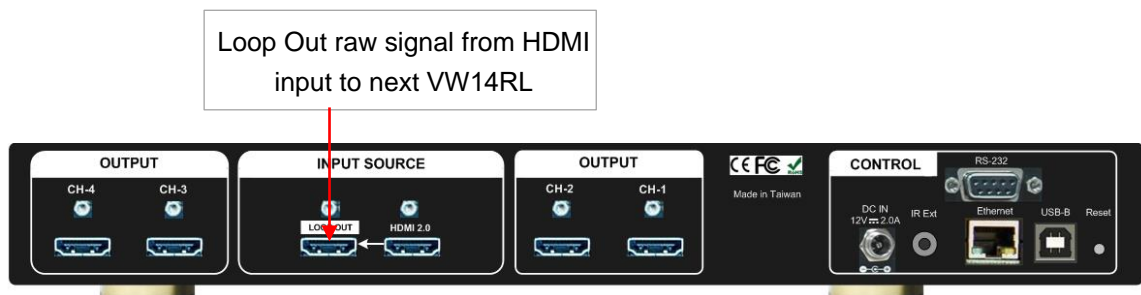 Loop Out raw signal from HDMI
input to next VW14RL
OUTPUT
CH-4 CH-3
INPUT SOURCE
LOOP OUT HDMI 2.0
OUTPUT
CH-2 CH-1
CE FC RoHS
Made in Taiwan
CONTROL
RS-232
DC IN
12V⎓2.0A
IR Ext
Ethernet
USB-B
Reset